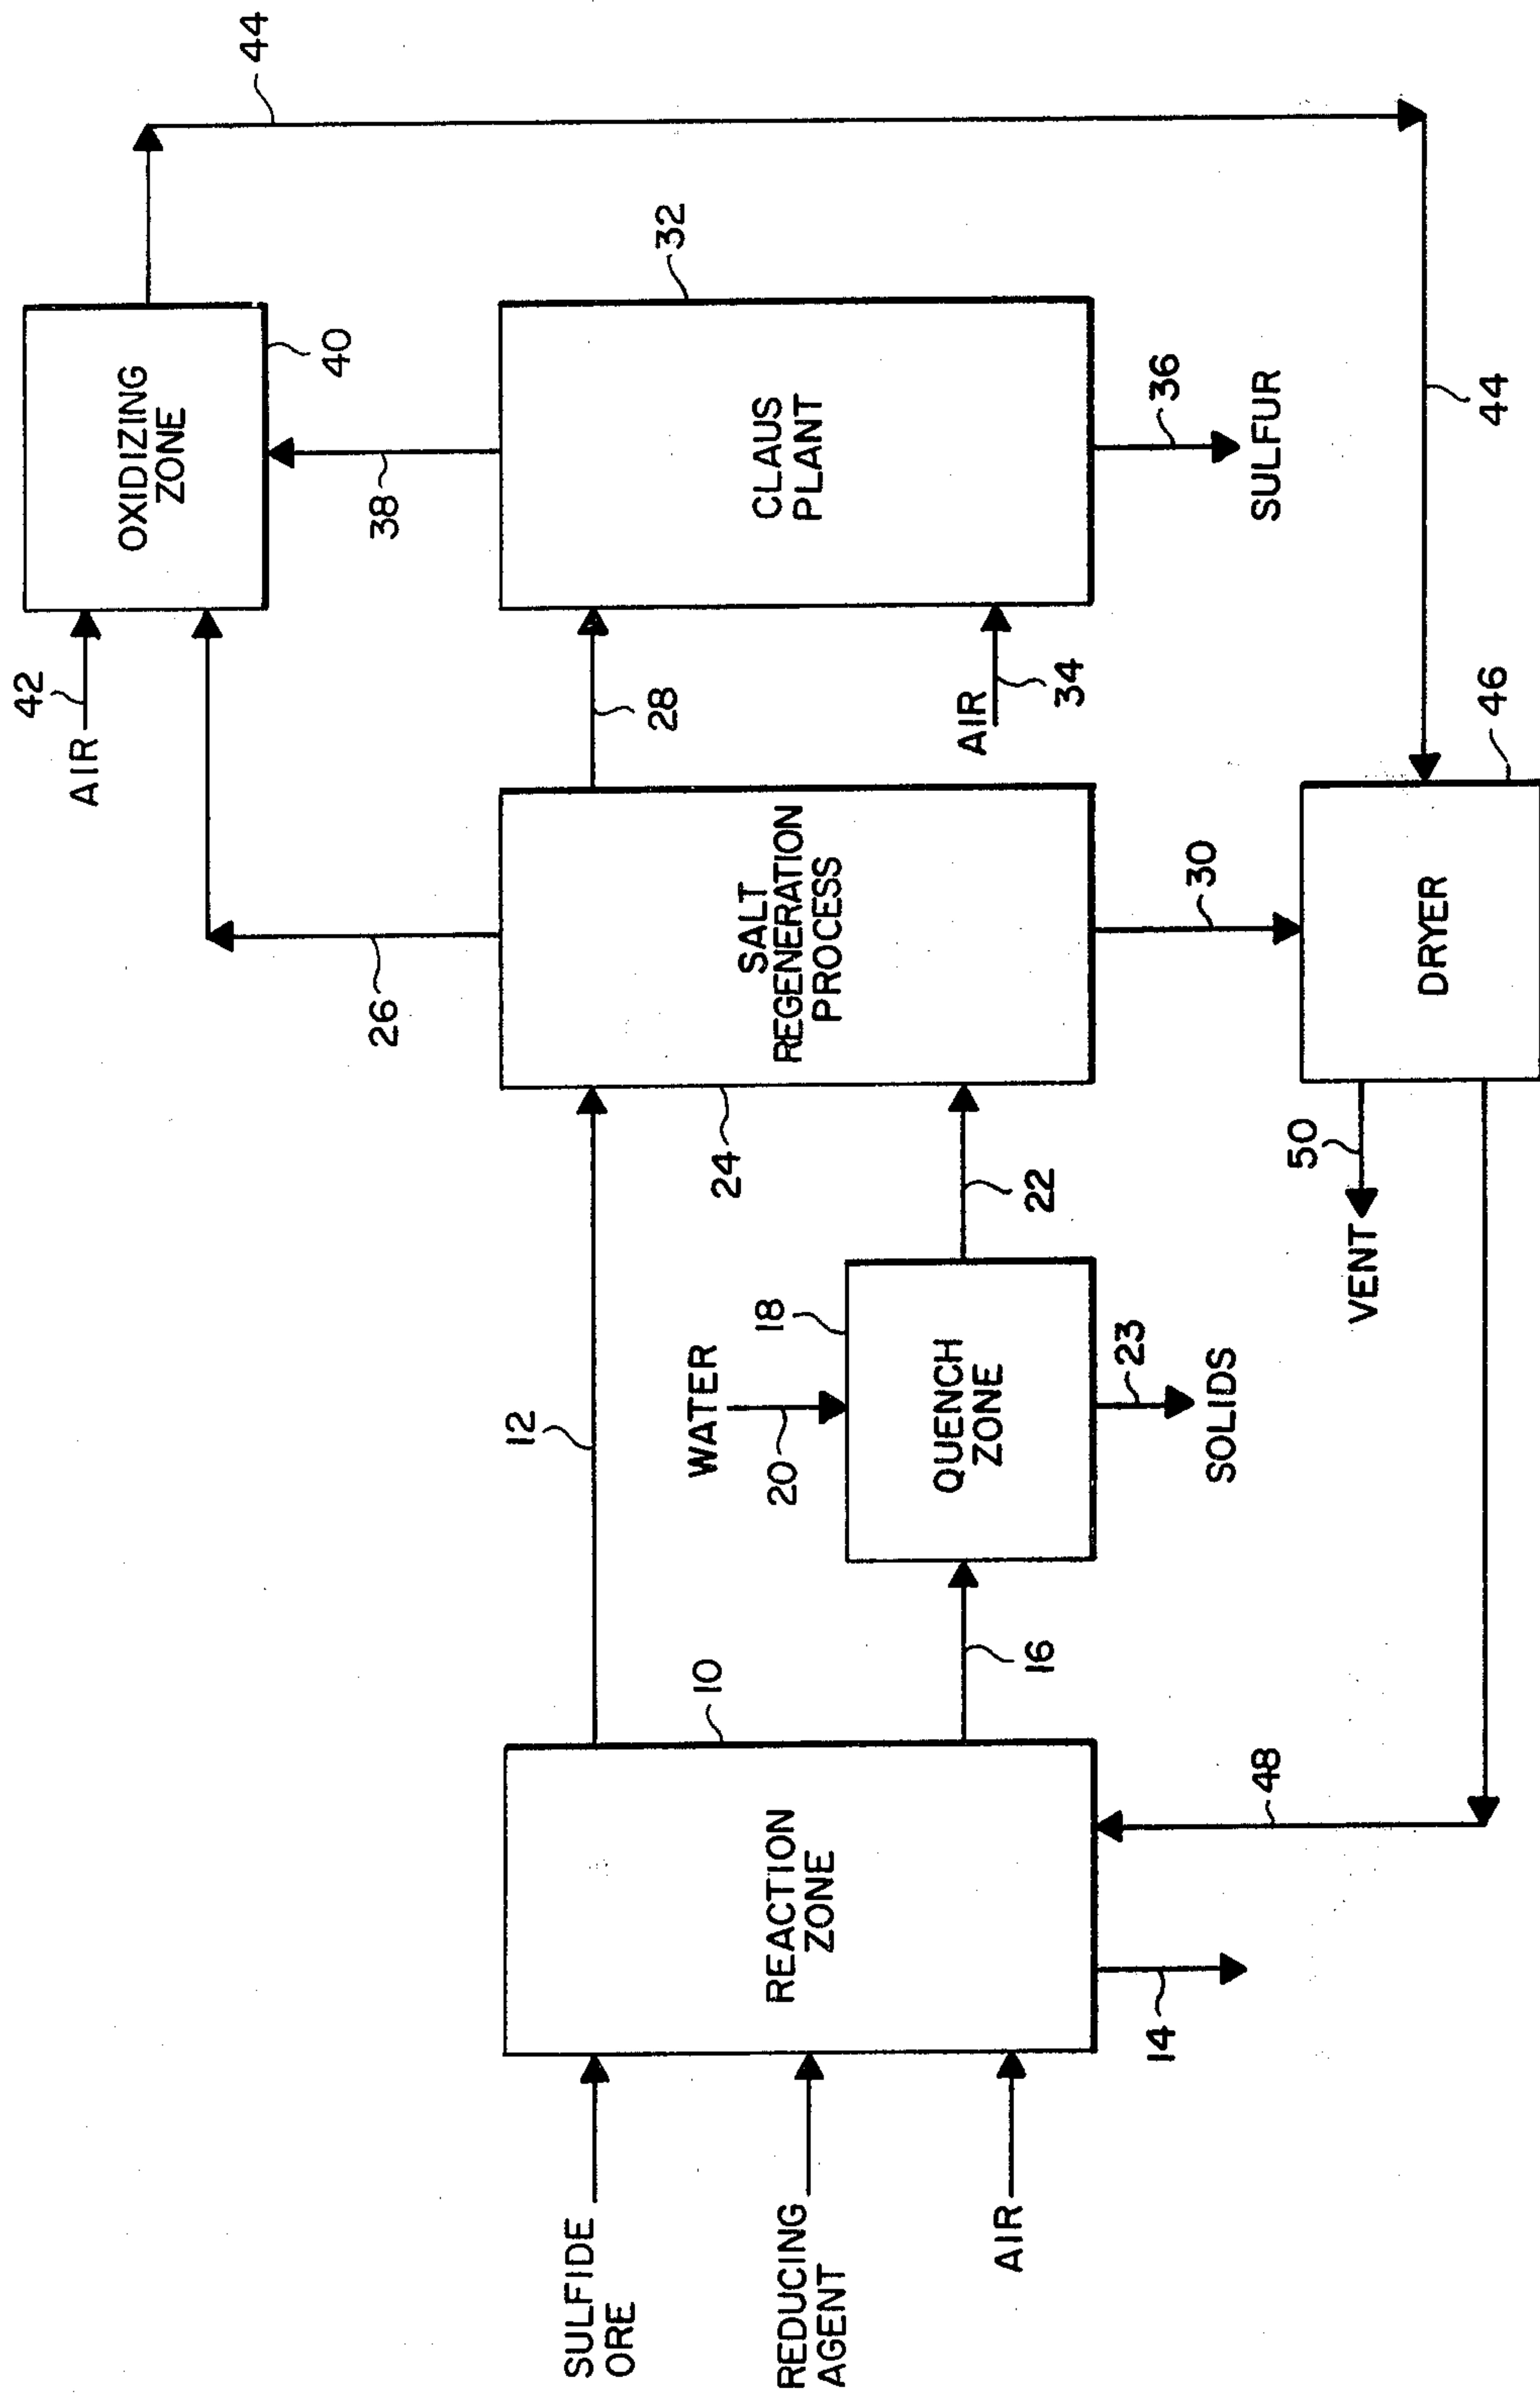 SULFIDE
ORE
REDUCING
AGENT
AIR
REACTION
ZONE
10
12
14
16
WATER
20
18
QUENCH
ZONE
23
SOLIDS
22
24
SALT
REGENERATION
PROCESS
26
28
30
AIR
34
CLAUS
PLANT
32
36
SULFUR
38
AIR
42
OXIDIZING
ZONE
40
44
44
DRYER
46
50
VENT
48